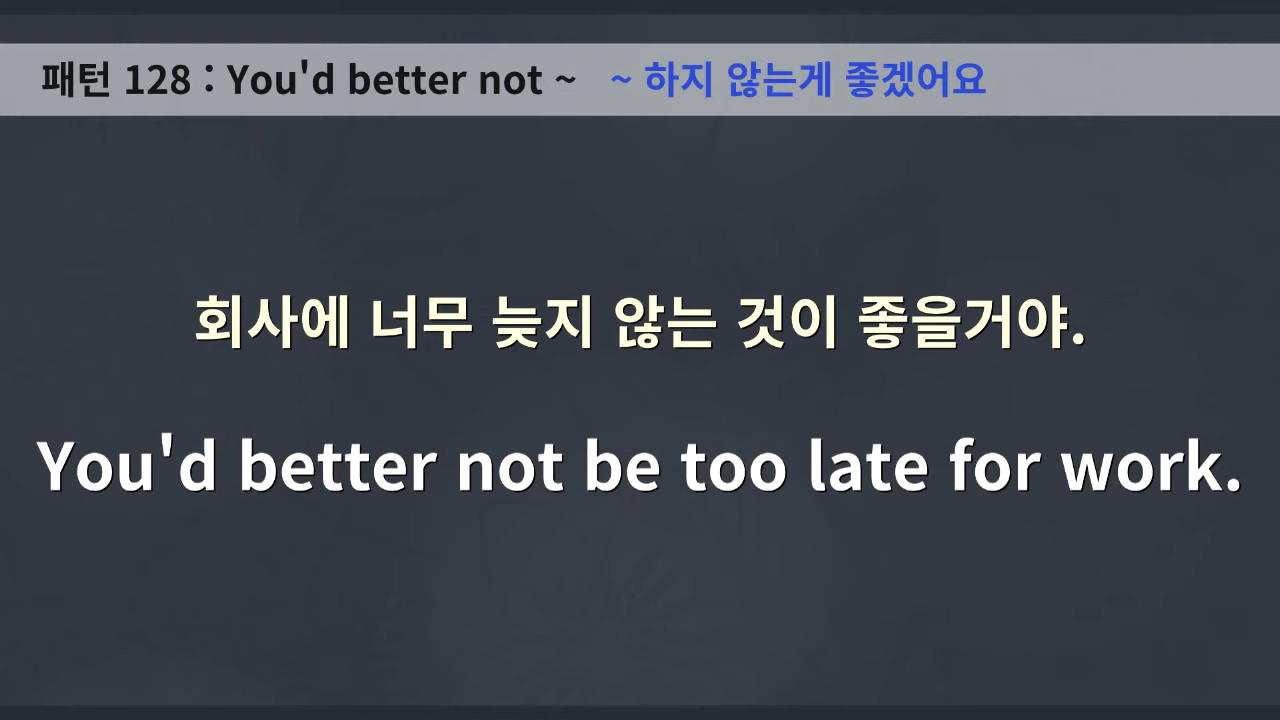 패턴 128 : You'd better not ~ ~ 하지 않는게 좋겠어요
회사에 너무 늦지 않는 것이 좋을거야.
You'd better not be too late for work.